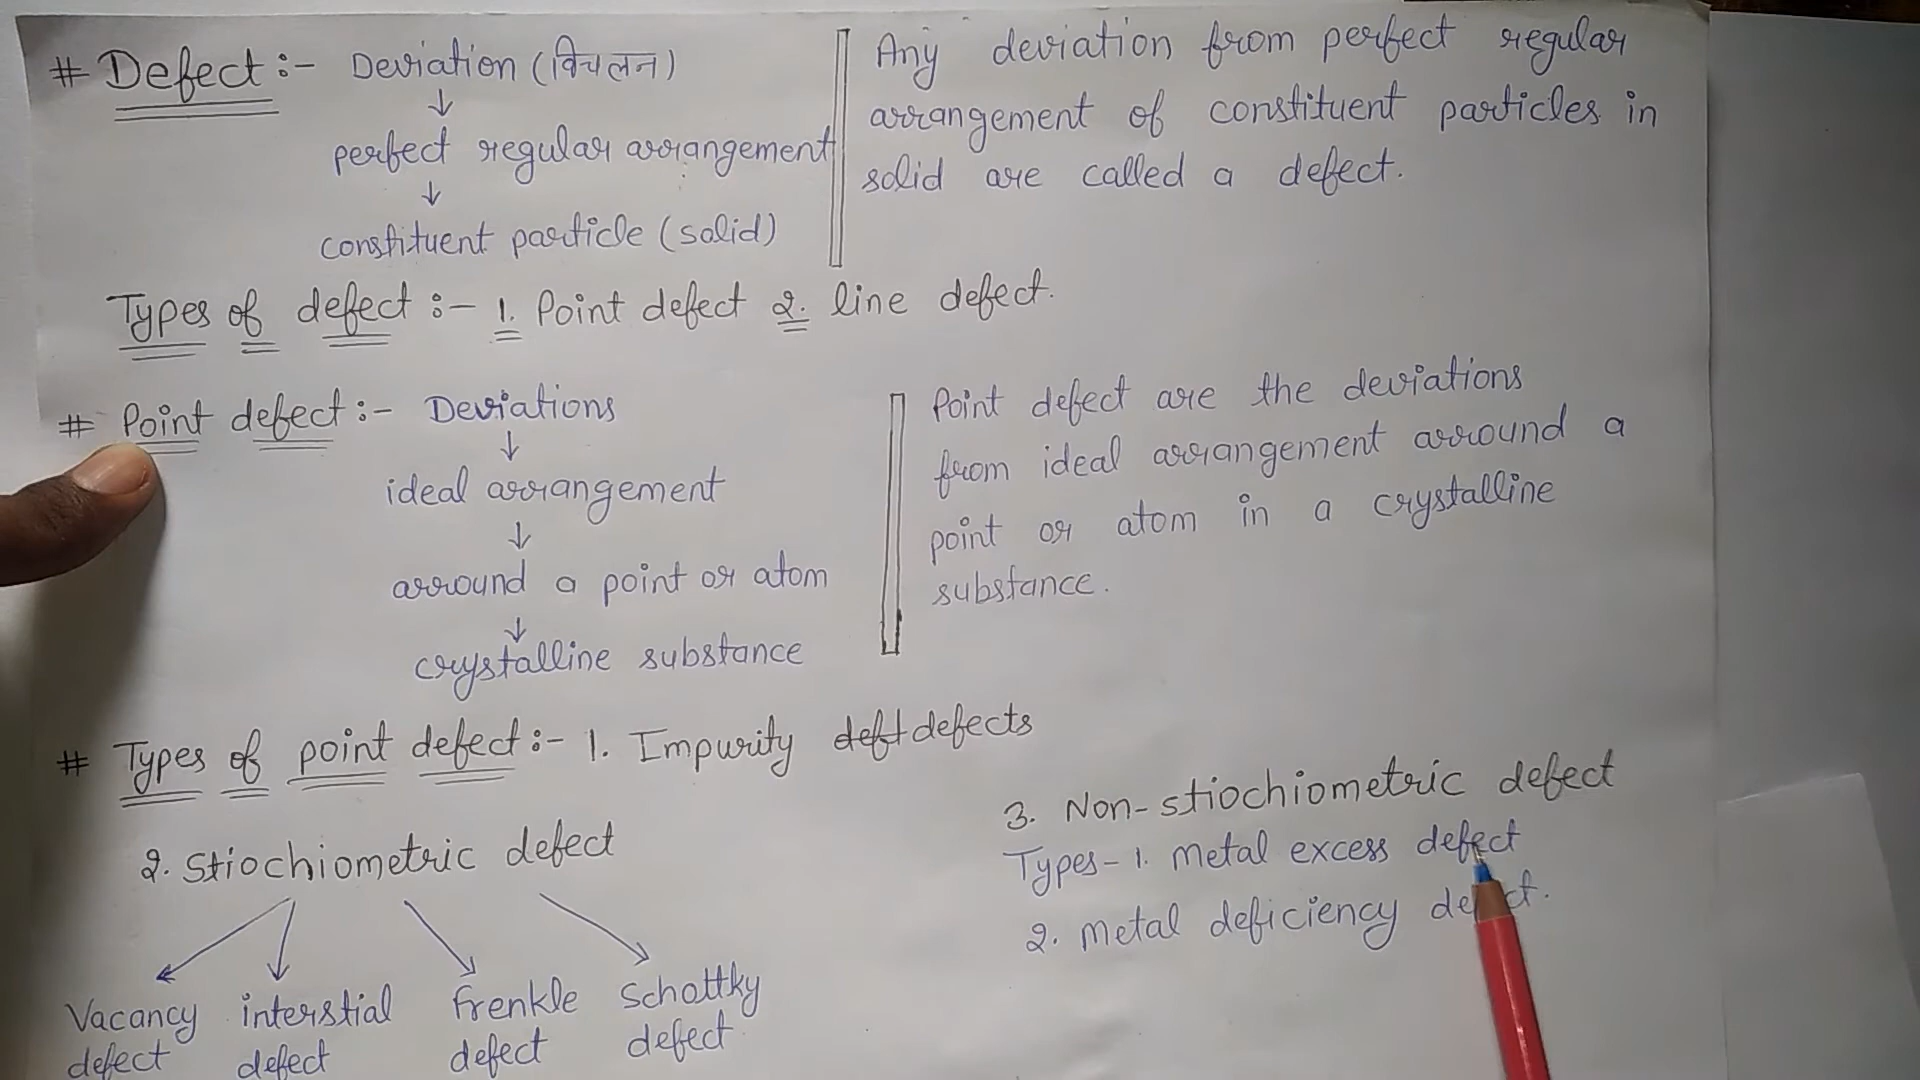 # Defect :- Deviation (विचलन)
↓
perfect regular arrangement
↓
constituent particle (solid)
Any deviation from perfect regular
arrangement of constituent particles in
solid are called a defect.
Types of defect :- 1. Point defect 2. line defect.
# Point defect :- Deviations
↓
ideal arrangement
↓
arround a point or atom
↓
crystalline substance
Point defect are the deviations
from ideal arrangement arround a
point or atom in a crystalline
substance.
# Types of point defect :- 1. Impurity deft defects
2. Stiochiometric defect
Vacancy defect
interstial defect
Frenkle defect
Schottky defect
3. Non-stiochiometric defect
Types- 1. Metal excess defect
2. Metal deficiency defect.